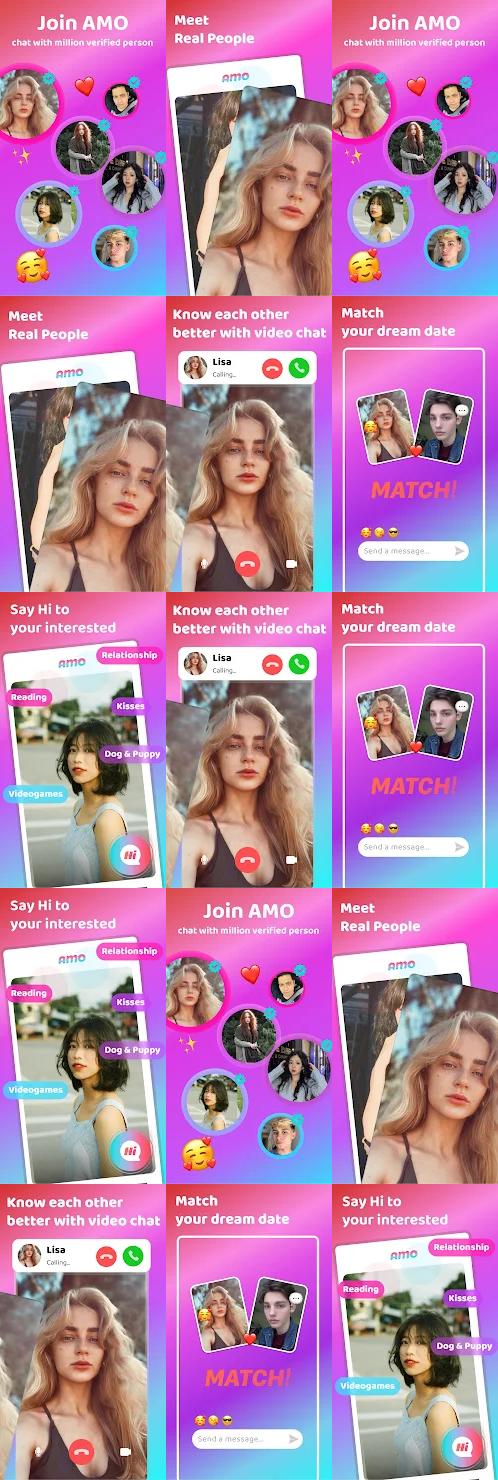 Join AMO
chat with million verified person
Meet
Real People
AMO
Join AMO
chat with million verified person
Meet
Real People
AMO
Know each other
better with video chat
Lisa
Calling..
Match
your dream date
MATCH!
Send a message...
Say Hi to
your interested
AMO
Relationship
Reading
Kisses
Dog & Puppy
Videogames
Hi
Know each other
better with video chat
Lisa
Calling..
Match
your dream date
MATCH!
Send a message...
Say Hi to
your interested
AMO
Relationship
Reading
Kisses
Dog & Puppy
Videogames
Hi
Join AMO
chat with million verified person
Meet
Real People
AMO
Know each other
better with video chat
Lisa
Calling..
Match
your dream date
MATCH!
Send a message...
Say Hi to
your interested
AMO
Relationship
Reading
Kisses
Dog & Puppy
Videogames
Hi